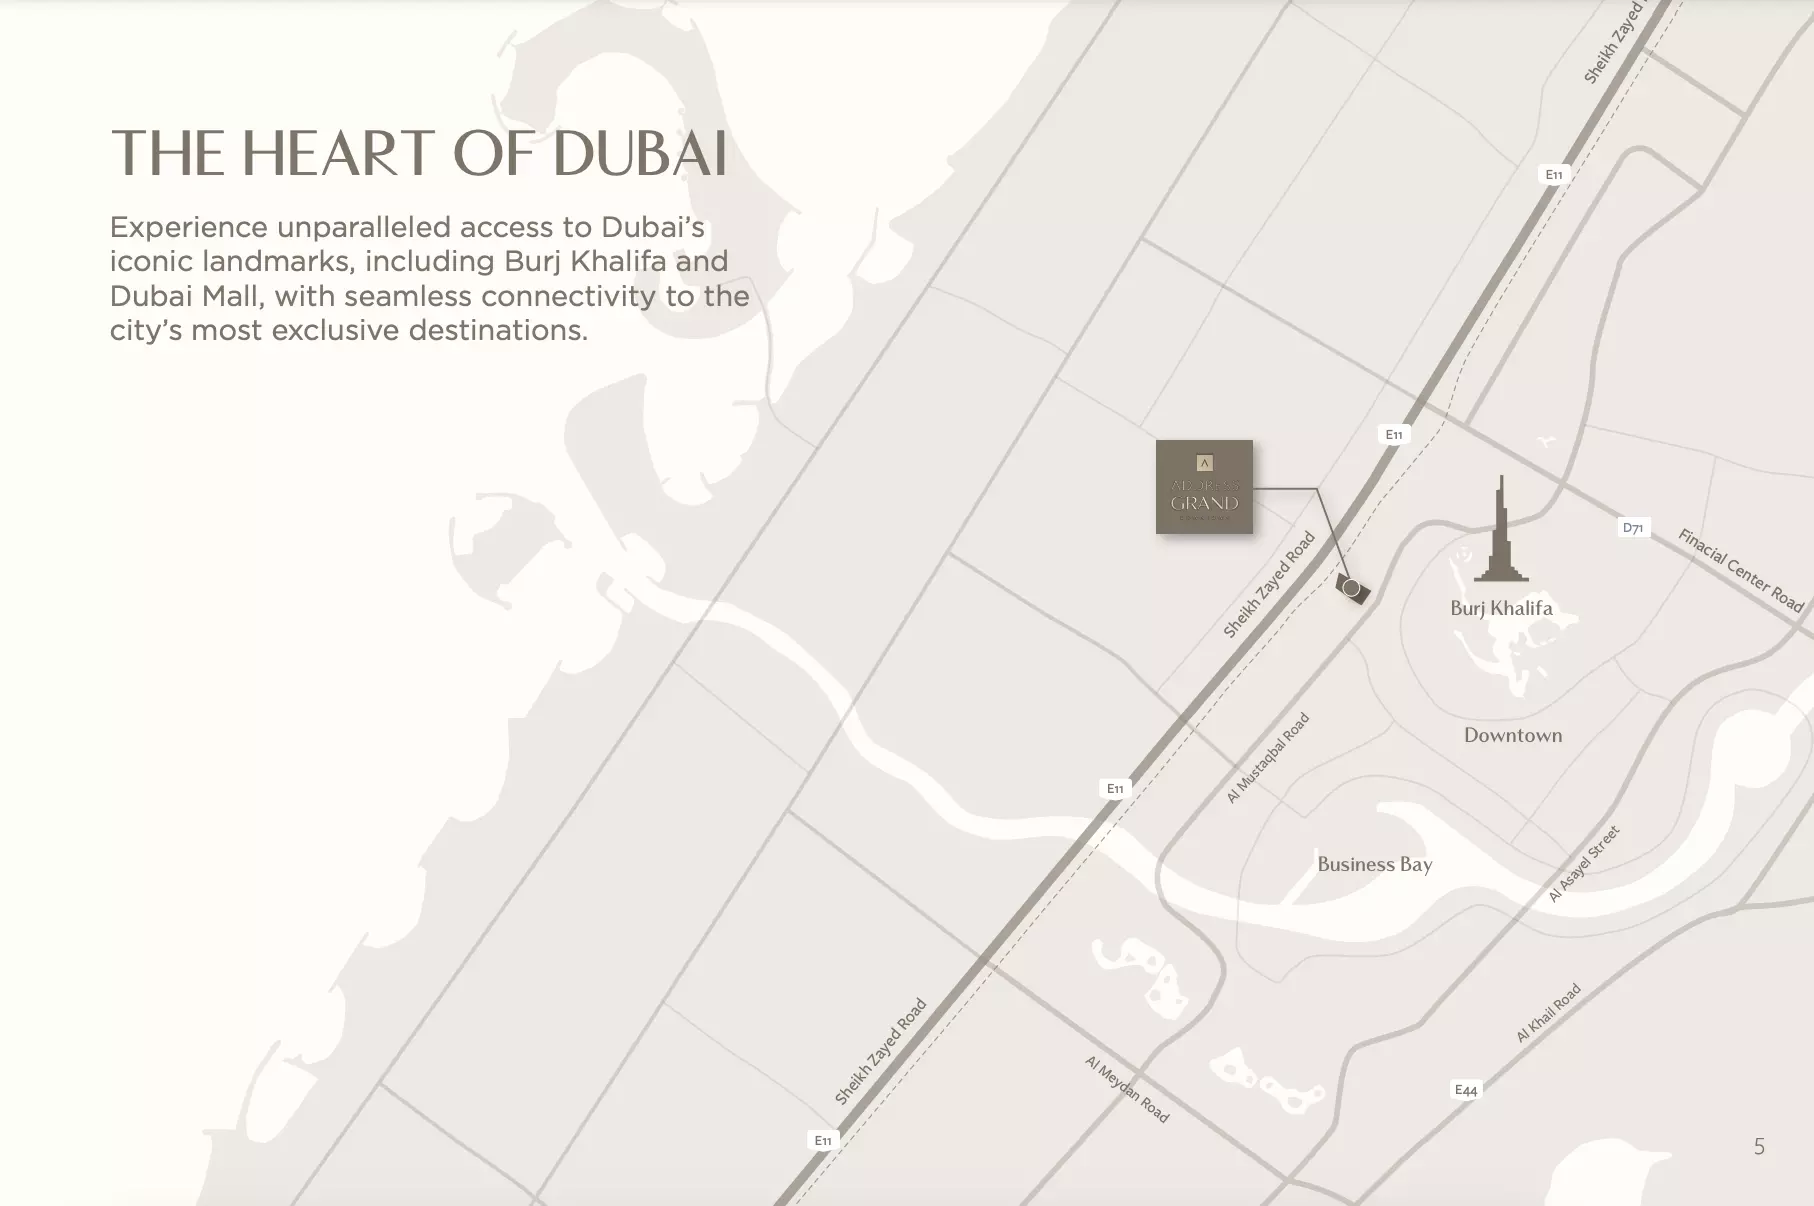 THE HEART OF DUBAI
Experience unparalleled access to Dubai’s
iconic landmarks, including Burj Khalifa and
Dubai Mall, with seamless connectivity to the
city’s most exclusive destinations.
Sheikh Zayed
E11
E11
ADDRESS
GRAND
DOWNTOWN
D71
Finacial Center Road
Sheikh Zayed Road
Burj Khalifa
Downtown
Al Mustaqbal Road
E11
Business Bay
Al Asayel Street
Sheikh Zayed Road
Al Khail Road
Al Meydan Road
E44
E11
5